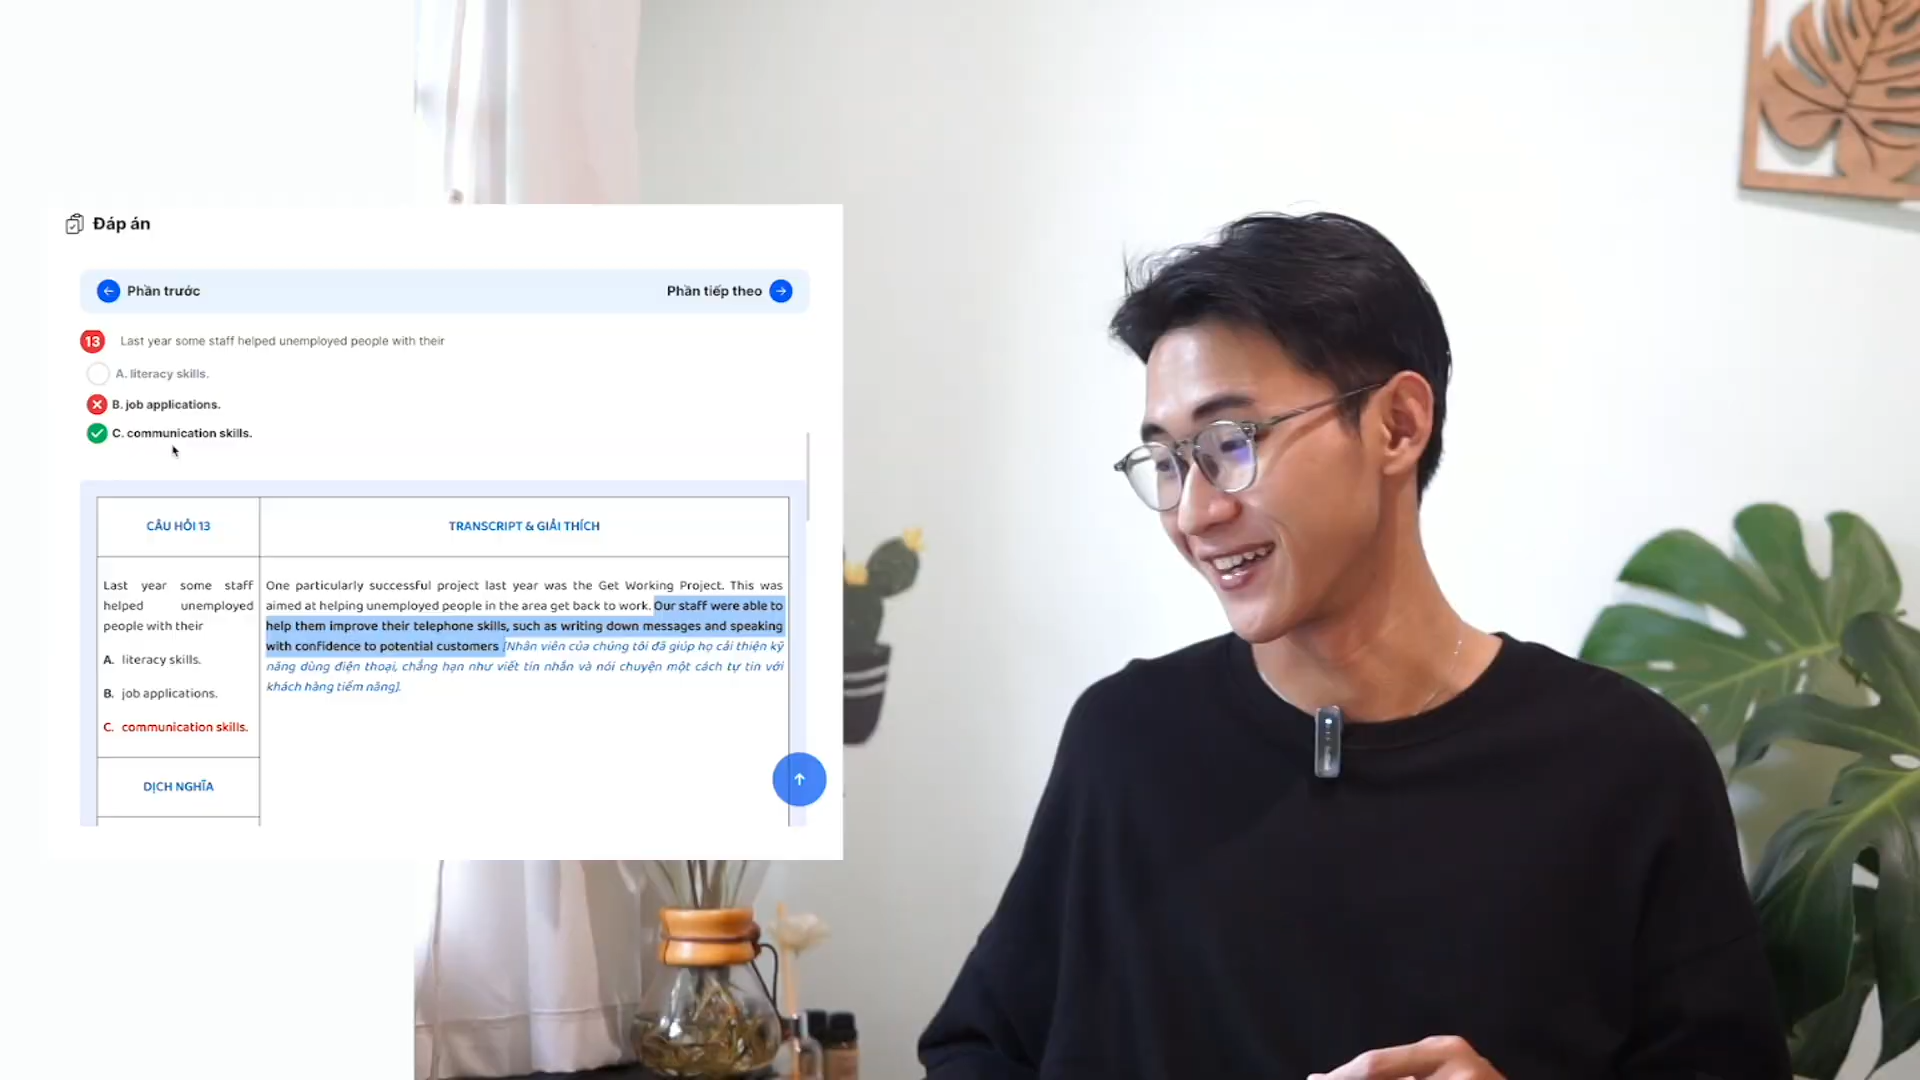 Đáp án
Phần trước
Phần tiếp theo
13 Last year some staff helped unemployed people with their
A. literacy skills.
B. job applications.
C. communication skills.
CÂU HỎI 13
TRANSCRIPT & GIẢI THÍCH
Last year some staff
helped unemployed
people with their
A. literacy skills.
B. job applications.
C. communication skills.
DỊCH NGHĨA
One particularly successful project last year was the Get Working Project. This was
aimed at helping unemployed people in the area get back to work. Our staff were able to
help them improve their telephone skills, such as writing down messages and speaking
with confidence to potential customers [Nhân viên của chúng tôi đã giúp họ cải thiện kỹ
năng dùng điện thoại, chẳng hạn như viết tin nhắn và nói chuyện một cách tự tin với
khách hàng tiềm năng].